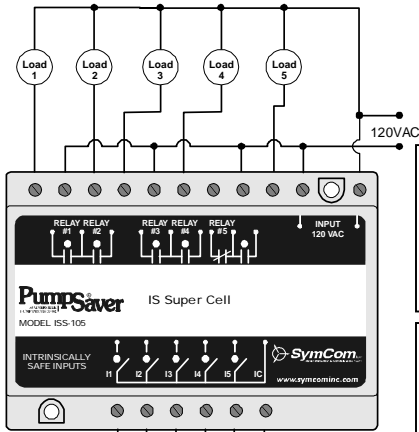 Load 1
Load 2
Load 3
Load 4
Load 5
120VAC
RELAY #1
RELAY #2
RELAY #3
RELAY #4
RELAY #5
INPUT 120 VAC
PumpSaver
IS Super Cell
MODEL ISS-105
INTRINSICALLY SAFE INPUTS
I1 I2 I3 I4 I5 IC
SymCom
www.symcominc.com